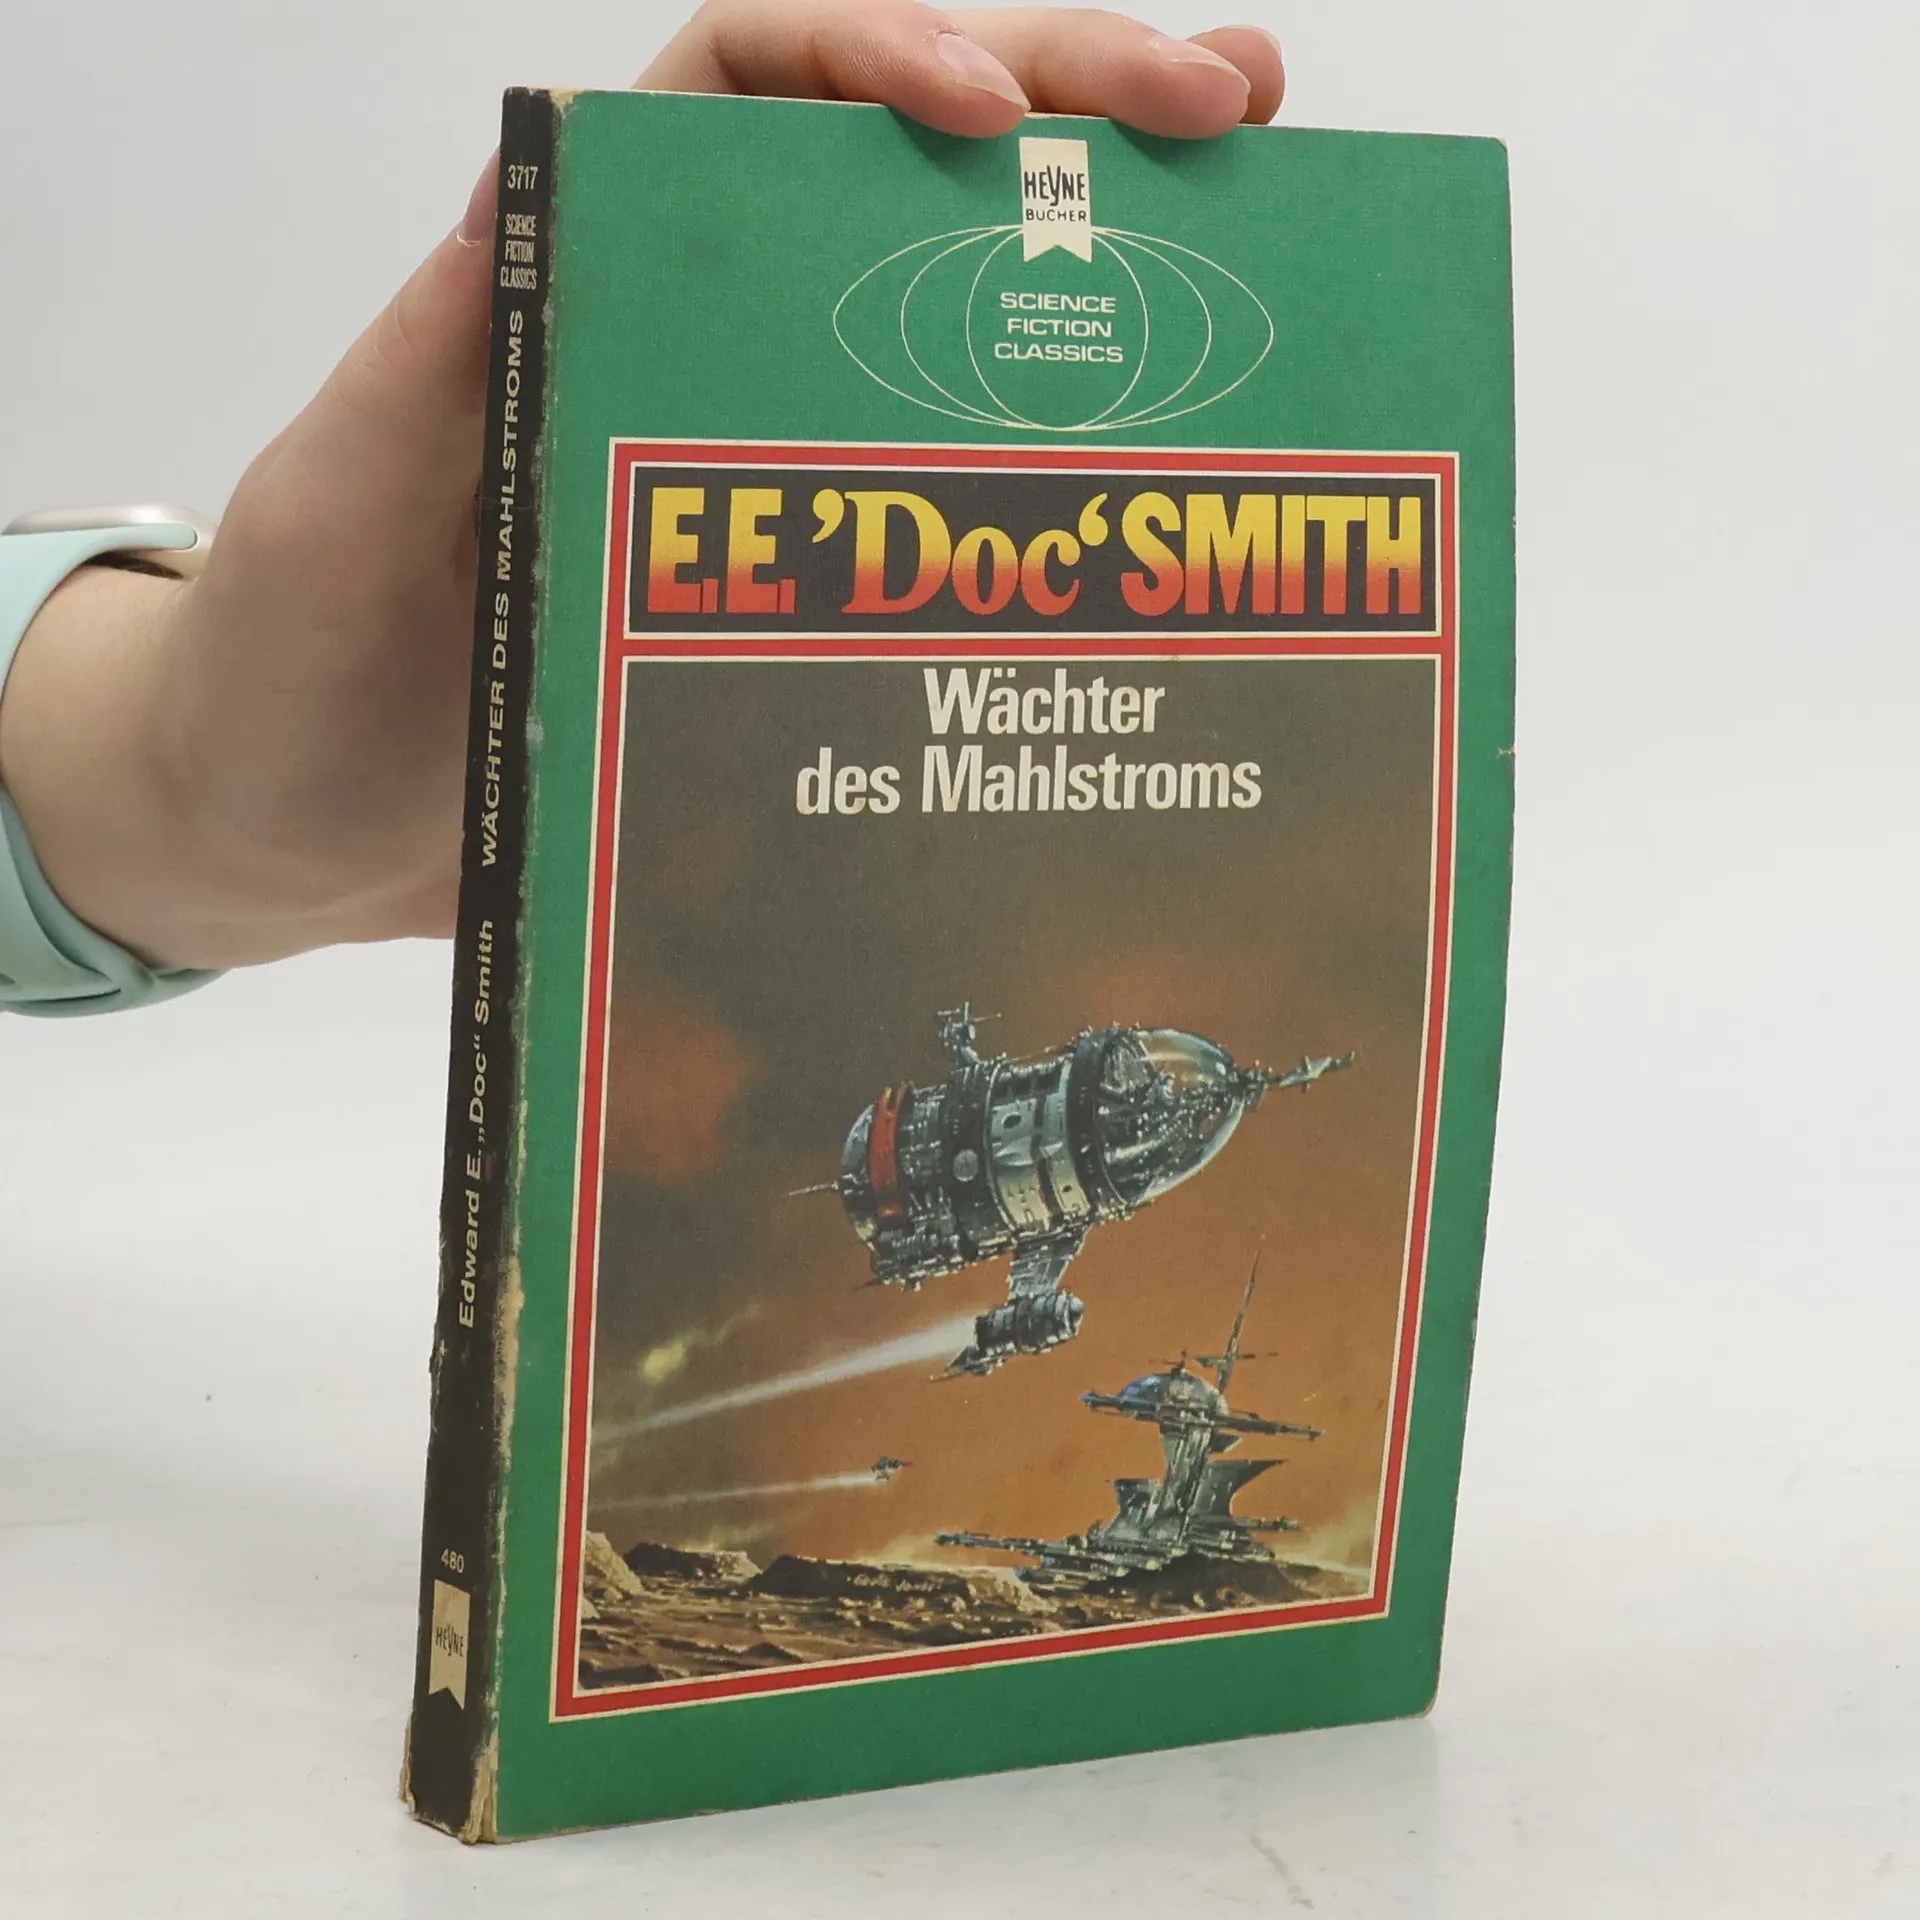 3717
SCIENCE
FICTION
CLASSICS
WÄCHTER DES MAHLSTROMS
Edward E. „Doc“ Smith
480
HEYNE
HEYNE
BÜCHER
SCIENCE
FICTION
CLASSICS
E.E. ’Doc‘ SMITH
Wächter
des Mahlstroms